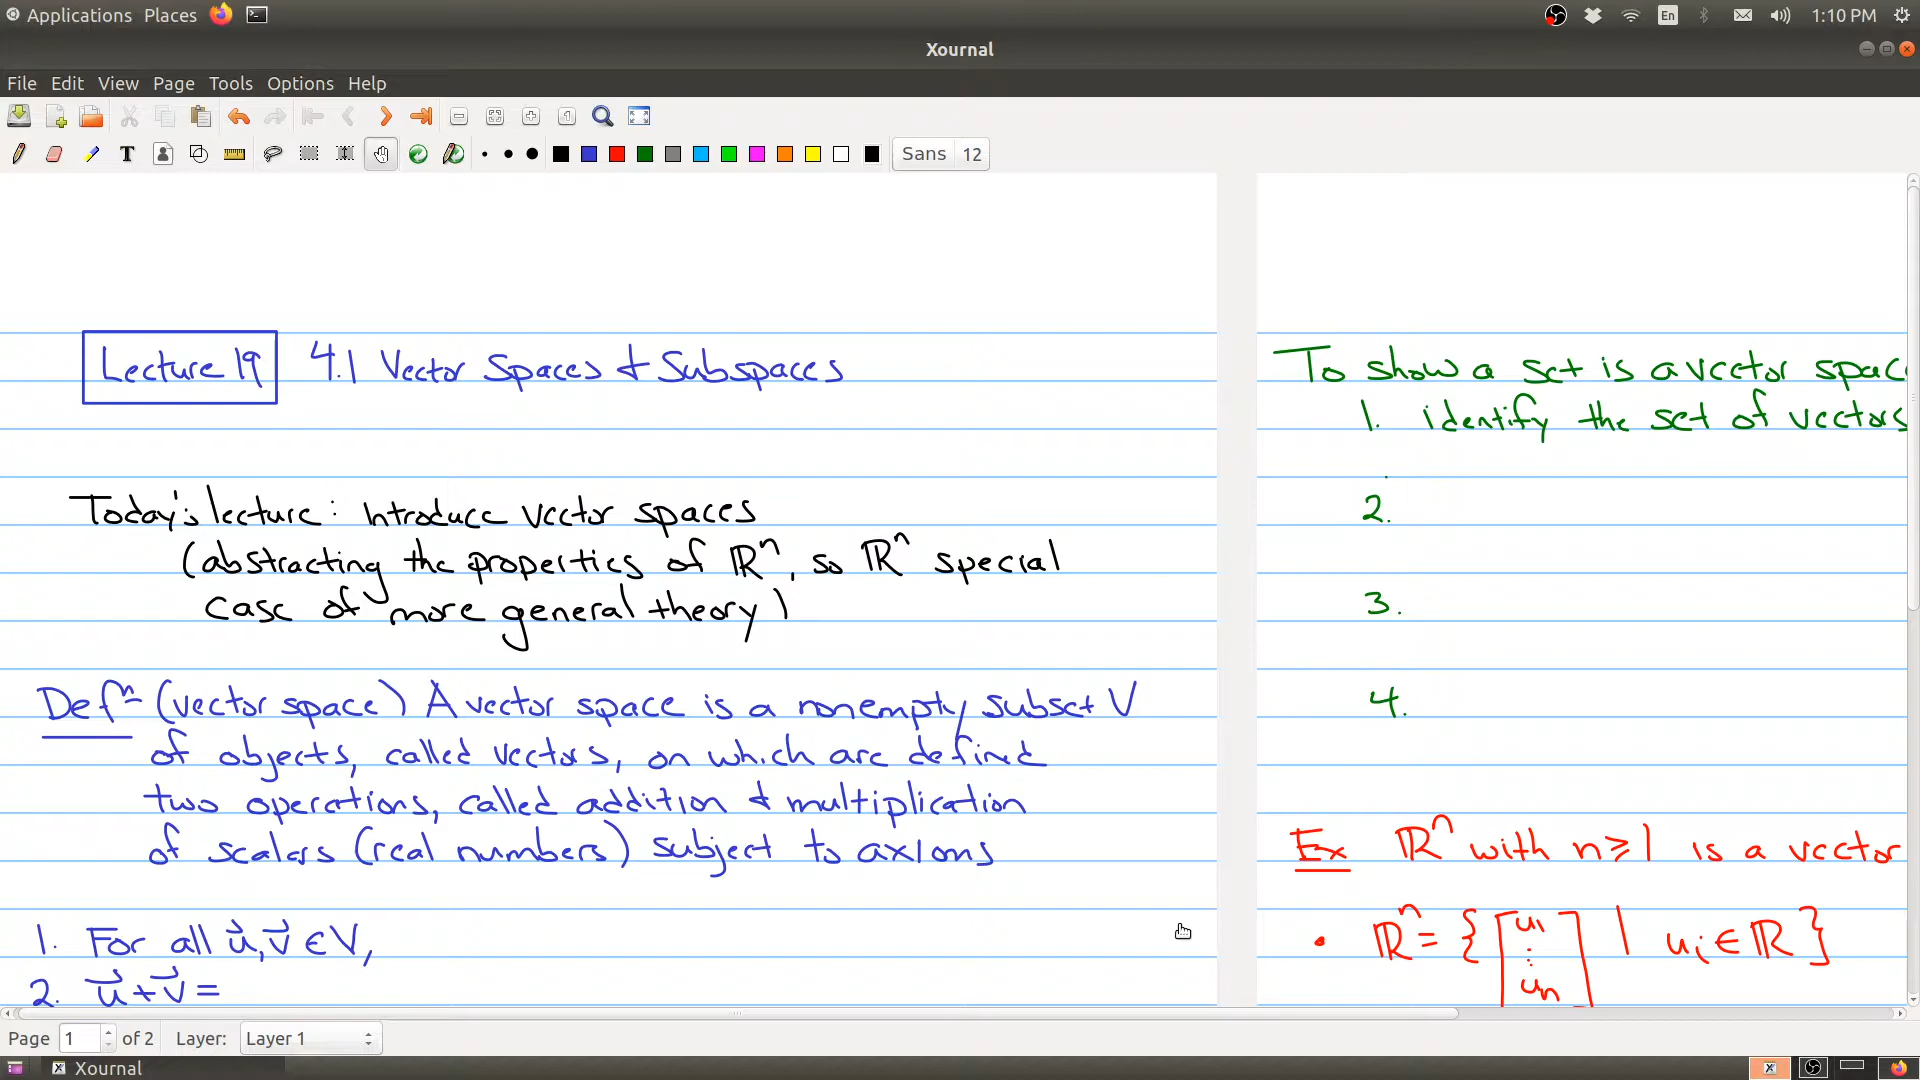 Applications Places En 1:10 PM
Xournal
File Edit View Page Tools Options Help
T Sans 12
Lecture 19 4.1 Vector Spaces & Subspaces
Today's lecture: introduce vector spaces
(abstracting the properties of ℝⁿ, so ℝⁿ special
case of more general theory)
Defⁿ (vector space) A vector space is a nonempty subset V
of objects, called vectors, on which are defined
two operations, called addition & multiplication
of scalars (real numbers) subject to axioms
1. For all u⃗, v⃗ ∈ V,
2. u⃗ + v⃗ =
To show a set is a vector spac
1. identify the set of vectors
2.
3.
4.
Ex ℝⁿ with n ≥ 1 is a vector
• ℝⁿ = { [u₁ ⋮ uₙ] | uᵢ ∈ ℝ }
Page 1 of 2 Layer: Layer 1
Xournal